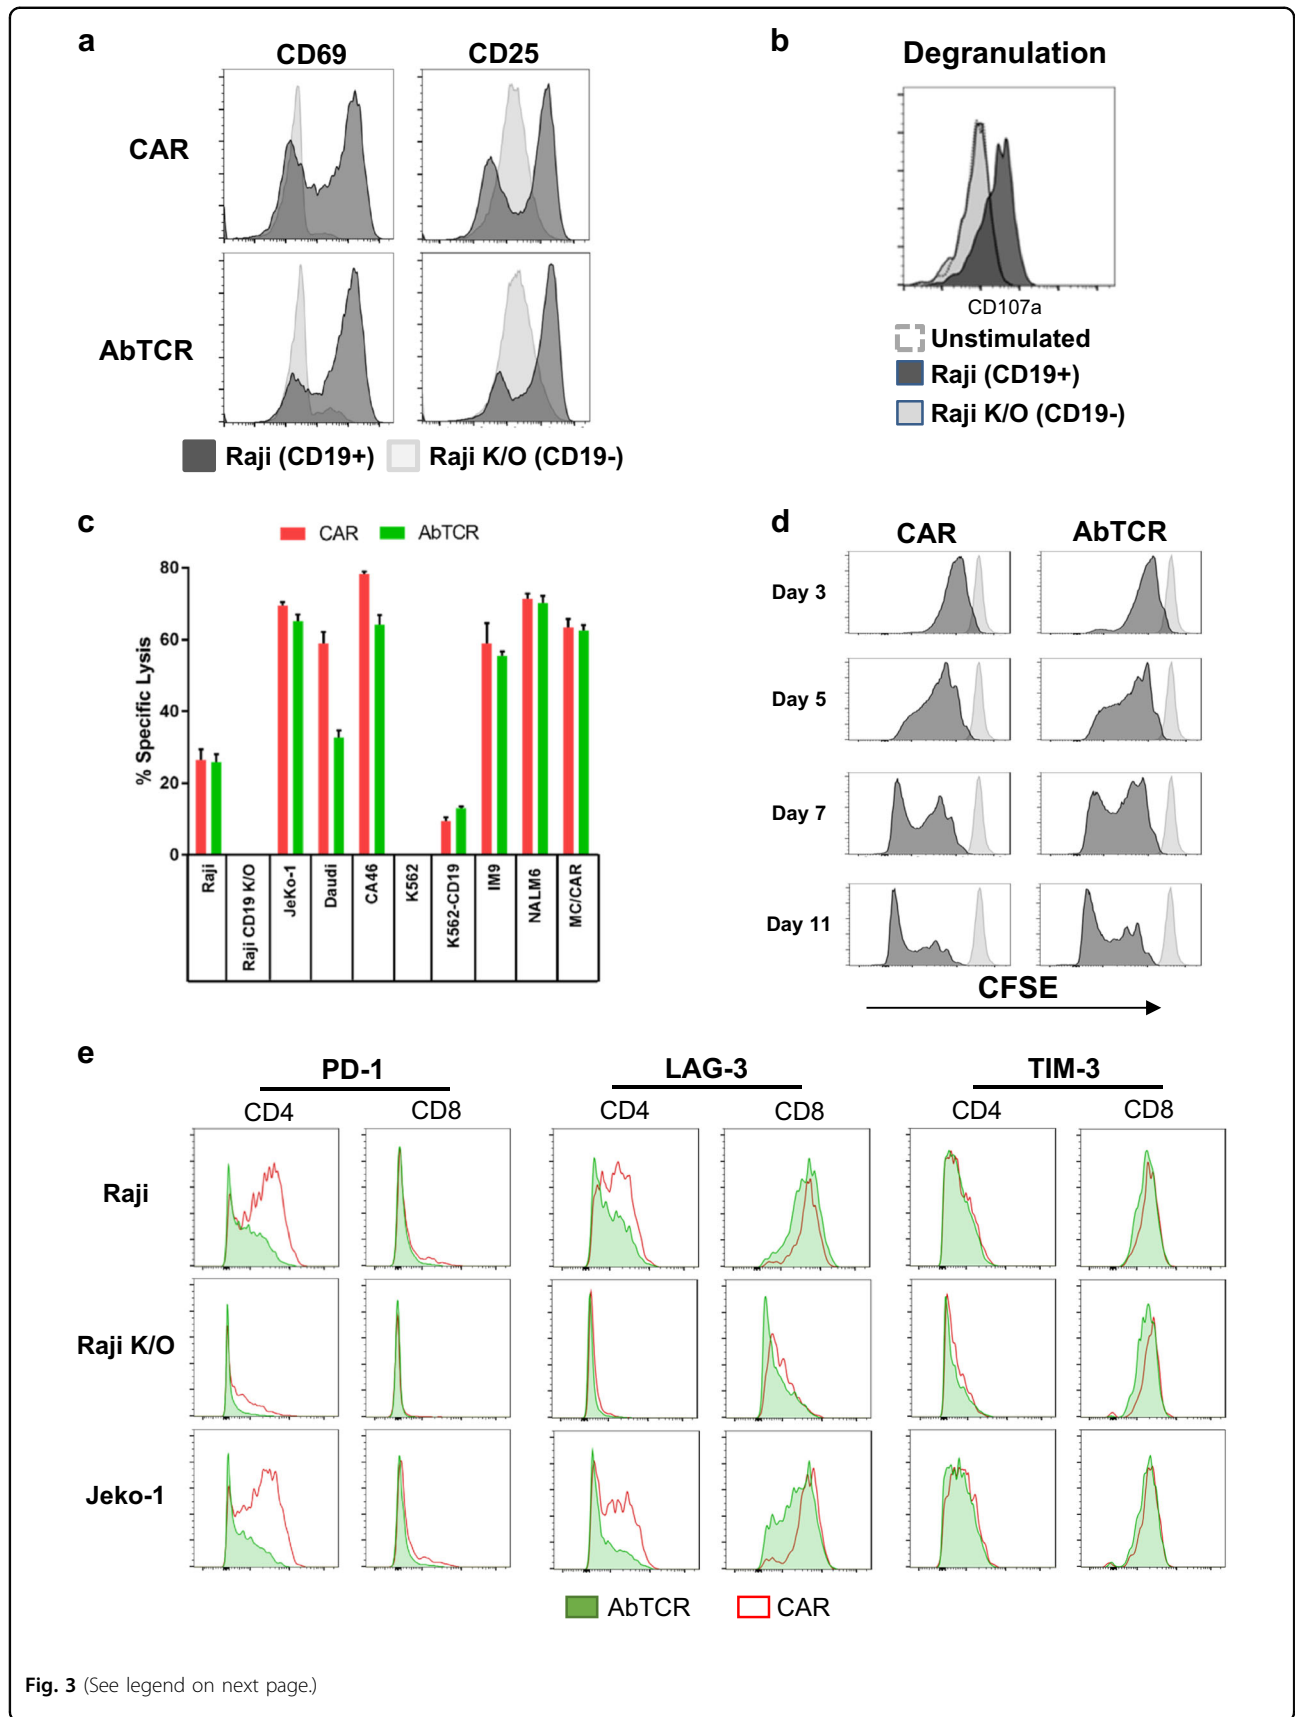 a
CD69
CD25
CAR
AbTCR
Raji (CD19+)
Raji K/O (CD19-)
b
Degranulation
CD107a
Unstimulated
Raji (CD19+)
Raji K/O (CD19-)
c
CAR
AbTCR
% Specific Lysis
80
60
40
20
0
Raji
Raji CD19 K/O
JeKo-1
Daudi
CA46
K562
K562-CD19
IM9
NALM6
MC/CAR
d
CAR
AbTCR
Day 3
Day 5
Day 7
Day 11
CFSE
e
PD-1
LAG-3
TIM-3
CD4
CD8
CD4
CD8
CD4
CD8
Raji
Raji K/O
Jeko-1
AbTCR
CAR
Fig. 3 (See legend on next page.)